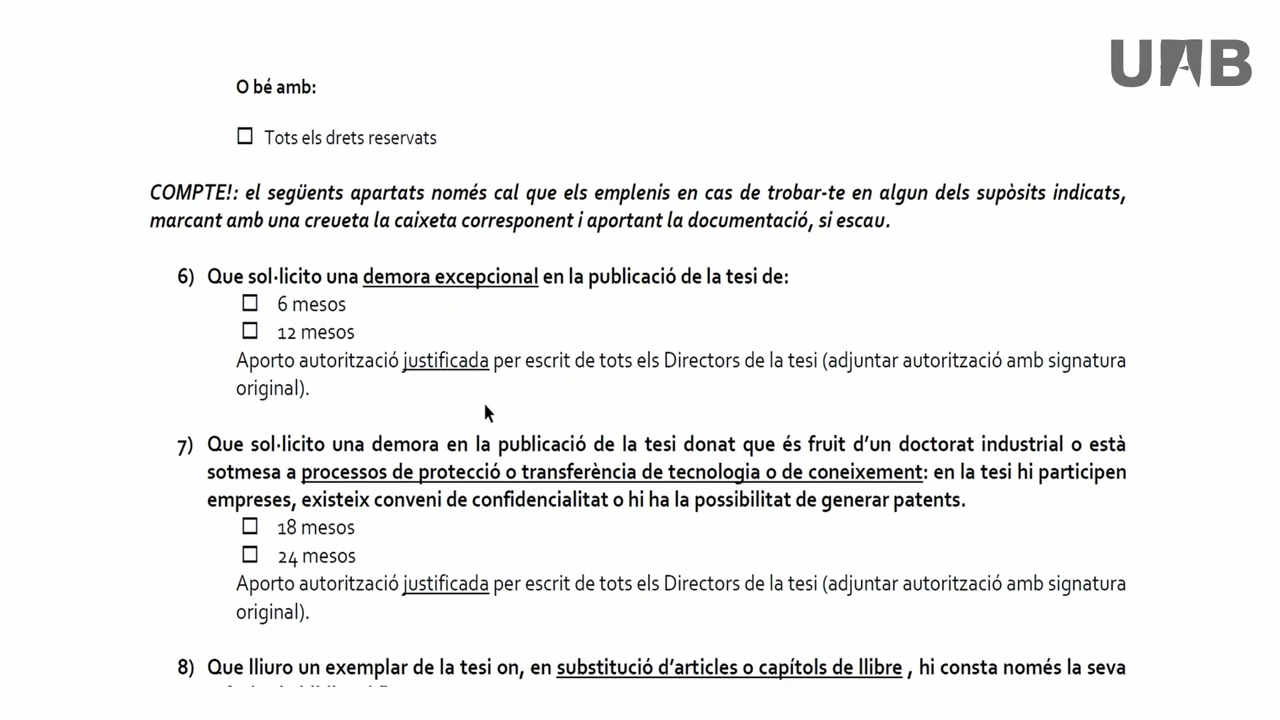 UAB
O bé amb:
☐ Tots els drets reservats
COMPTE!: el següents apartats només cal que els emplenis en cas de trobar-te en algun dels supòsits indicats,
marcant amb una creueta la caixeta corresponent i aportant la documentació, si escau.
6) Que sol·licito una demora excepcional en la publicació de la tesi de:
☐ 6 mesos
☐ 12 mesos
Aporto autorització justificada per escrit de tots els Directors de la tesi (adjuntar autorització amb signatura
original).
7) Que sol·licito una demora en la publicació de la tesi donat que és fruit d’un doctorat industrial o està
sotmesa a processos de protecció o transferència de tecnologia o de coneixement: en la tesi hi participen
empreses, existeix conveni de confidencialitat o hi ha la possibilitat de generar patents.
☐ 18 mesos
☐ 24 mesos
Aporto autorització justificada per escrit de tots els Directors de la tesi (adjuntar autorització amb signatura
original).
8) Que lliuro un exemplar de la tesi on, en substitució d’articles o capítols de llibre , hi consta només la seva